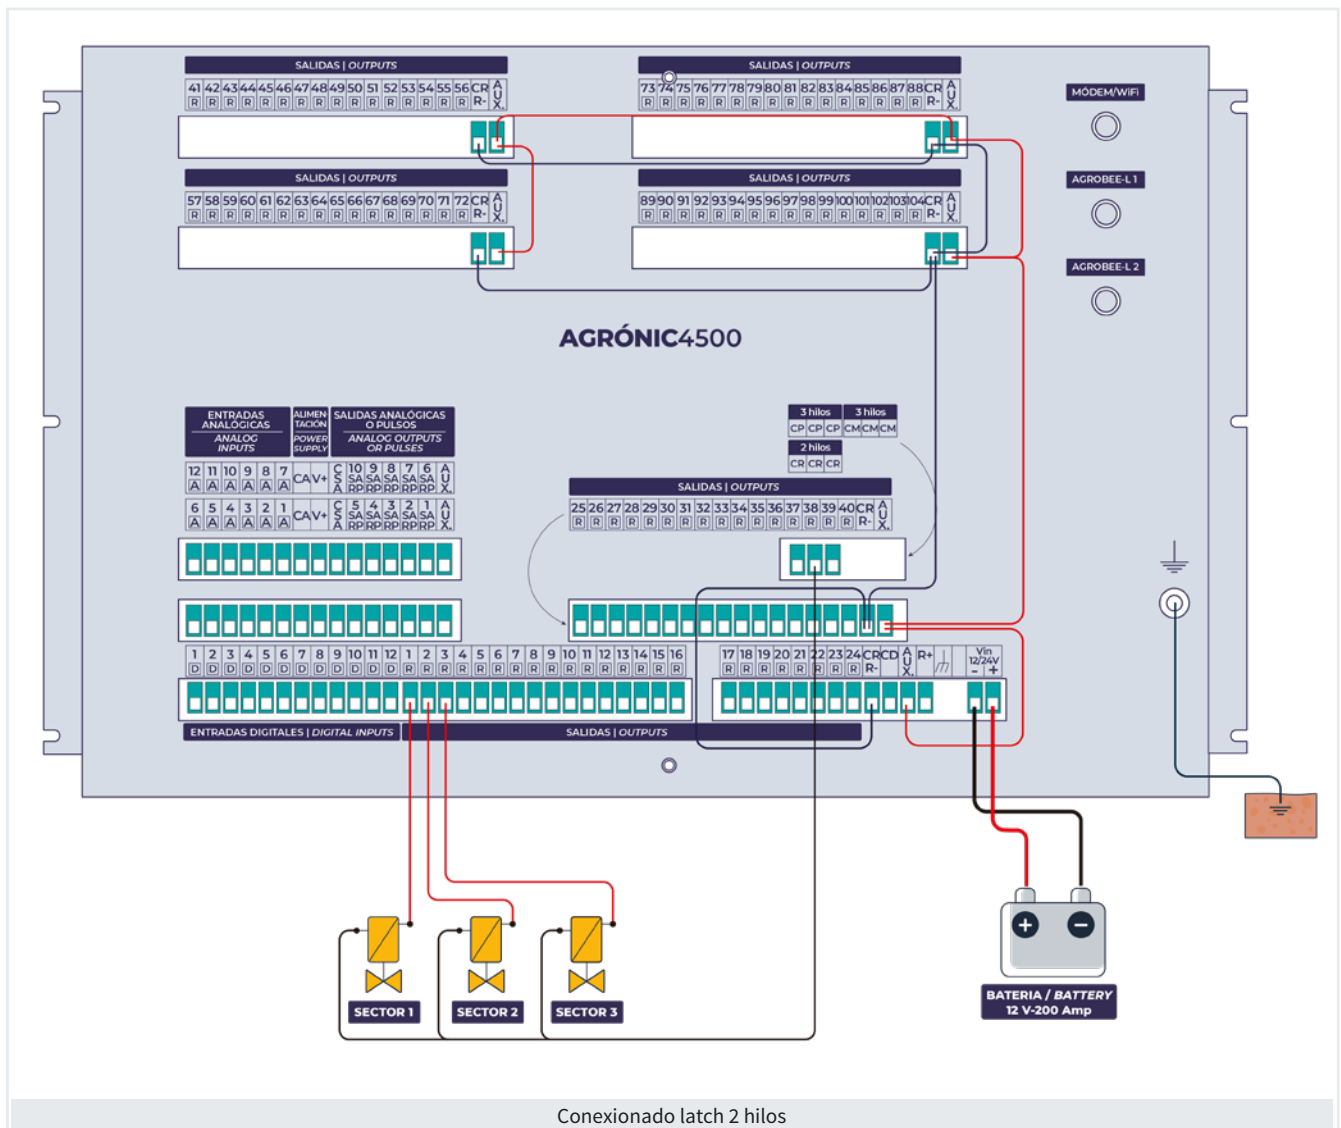 SALIDAS | OUTPUTS
SALIDAS | OUTPUTS
41 42 43 44 45 46 47 48 49 50 51 52 53 54 55 56 CR AUX.
R R R R R R R R R R R R R R R R R-
73 74 75 76 77 78 79 80 81 82 83 84 85 86 87 88 CR AUX.
R R R R R R R R R R R R R R R R R-
MÓDEM/WiFi
SALIDAS | OUTPUTS
SALIDAS | OUTPUTS
AGROBEE-L 1
57 58 59 60 61 62 63 64 65 66 67 68 69 70 71 72 CR AUX.
R R R R R R R R R R R R R R R R R-
89 90 91 92 93 94 95 96 97 98 99 100 101 102 103 104 CR AUX.
R R R R R R R R R R R R R R R R R-
AGROBEE-L 2
AGRÓNIC4500
ENTRADAS ANALÓGICAS
ANALOG INPUTS
ALIMEN-TACIÓN
POWER SUPPLY
SALIDAS ANALÓGICAS O PULSOS
ANALOG OUTPUTS OR PULSES
3 hilos 3 hilos
CP CP CP CM CM CM
2 hilos
CR CR CR
12 11 10 9 8 7 CA V+ CSA 10 9 8 7 6 AUX.
A A A A A A SA SA SA SA SA
RP RP RP RP RP
6 5 4 3 2 1 CA V+ CSA 5 4 3 2 1 AUX.
A A A A A A SA SA SA SA SA
RP RP RP RP RP
SALIDAS | OUTPUTS
25 26 27 28 29 30 31 32 33 34 35 36 37 38 39 40 CR AUX.
R R R R R R R R R R R R R R R R R-
1 2 3 4 5 6 7 8 9 10 11 12 1 2 3 4 5 6 7 8 9 10 11 12 13 14 15 16
D D D D D D D D D D D D R R R R R R R R R R R R R R R R
17 18 19 20 21 22 23 24 CR CD AUX. R+ Vin
R R R R R R R R R- 12/24V
- +
ENTRADAS DIGITALES | DIGITAL INPUTS
SALIDAS | OUTPUTS
+ −
SECTOR 1
SECTOR 2
SECTOR 3
BATERIA / BATTERY
12 V-200 Amp
Conexionado latch 2 hilos